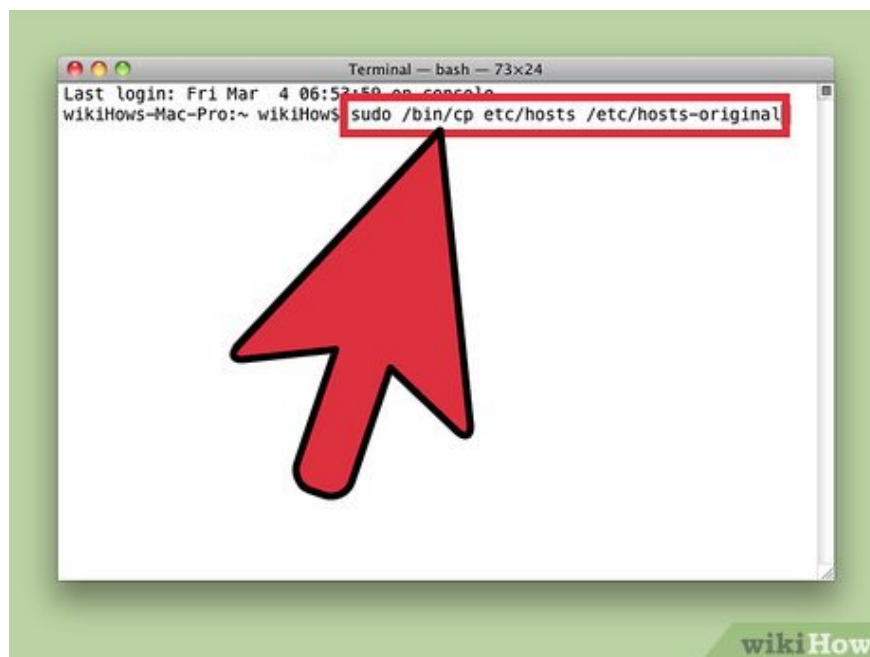 Terminal — bash — 73×24
Last login: Fri Mar 4 06:53:59 on console
wikiHows-Mac-Pro:~ wikiHow$ sudo /bin/cp etc/hosts /etc/hosts-original
wikiHow